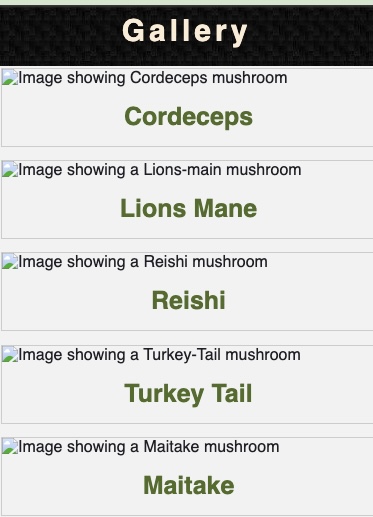 Gallery
Image showing Cordeceps mushroom
Cordeceps
Image showing a Lions-main mushroom
Lions Mane
Image showing a Reishi mushroom
Reishi
Image showing a Turkey-Tail mushroom
Turkey Tail
Image showing a Maitake mushroom
Maitake